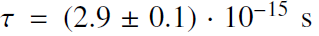 τ = (2.9 ± 0.1) · 10⁻¹⁵ s